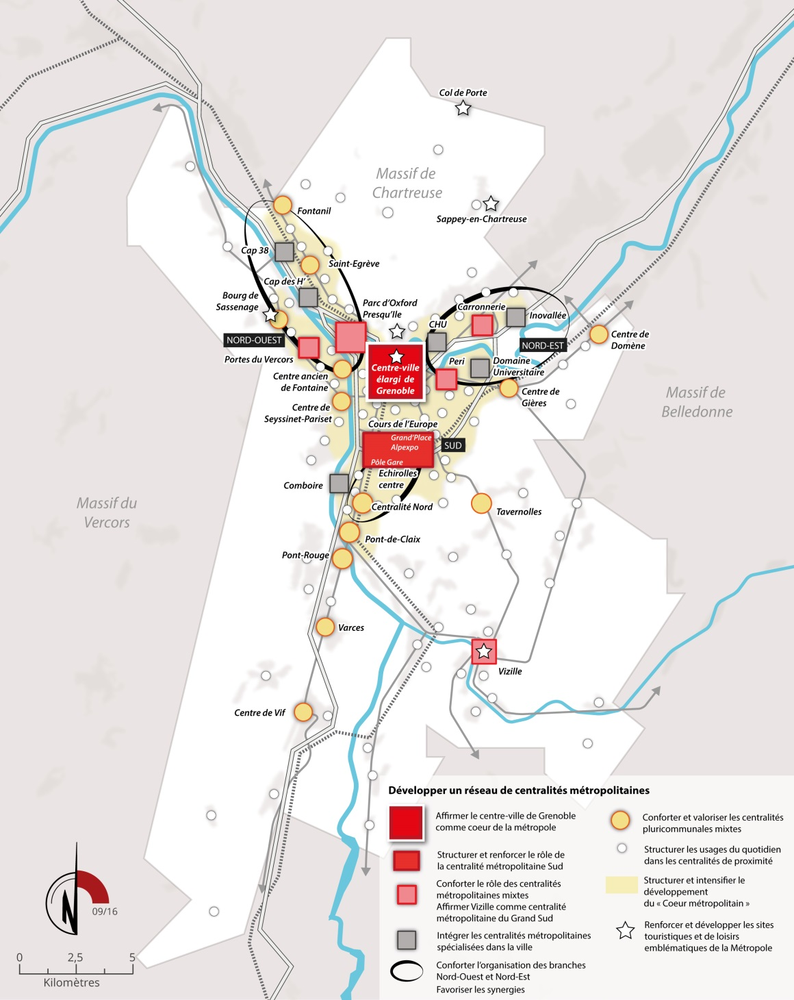 Col de Porte
Massif de
Chartreuse
Sappey-en-Chartreuse
Fontanil
Cap 38
Saint-Egrève
Cap des H'
Bourg de
Sassenage
Parc d'Oxford
Presqu'Ile
Carronnerie
CHU
Inovallée
NORD-OUEST
NORD-EST
Centre de
Domène
Portes du Vercors
Centre-ville
élargi de
Grenoble
Peri
Domaine
Universitaire
Centre ancien
de Fontaine
Centre de
Gières
Massif de
Belledonne
Centre de
Seyssinet-Pariset
Cours de l'Europe
Grand'Place
Alpexpo
Pôle Gare
SUD
Echirolles
centre
Comboire
Centralité Nord
Tavernolles
Massif du
Vercors
Pont-de-Claix
Pont-Rouge
Varces
Vizille
Centre de Vif
09/16
N
0 2,5 5
Kilomètres
Développer un réseau de centralités métropolitaines
Affirmer le centre-ville de Grenoble
comme coeur de la métropole
Structurer et renforcer le rôle de
la centralité métropolitaine Sud
Conforter le rôle des centralités
métropolitaines mixtes
Affirmer Vizille comme centralité
métropolitaine du Grand Sud
Intégrer les centralités métropolitaines
spécialisées dans la ville
Conforter l'organisation des branches
Nord-Ouest et Nord-Est
Favoriser les synergies
Conforter et valoriser les centralités
pluricommunales mixtes
Structurer les usages du quotidien
dans les centralités de proximité
Structurer et intensifier le
développement
du « Coeur métropolitain »
Renforcer et développer les sites
touristiques et de loisirs
emblématiques de la Métropole